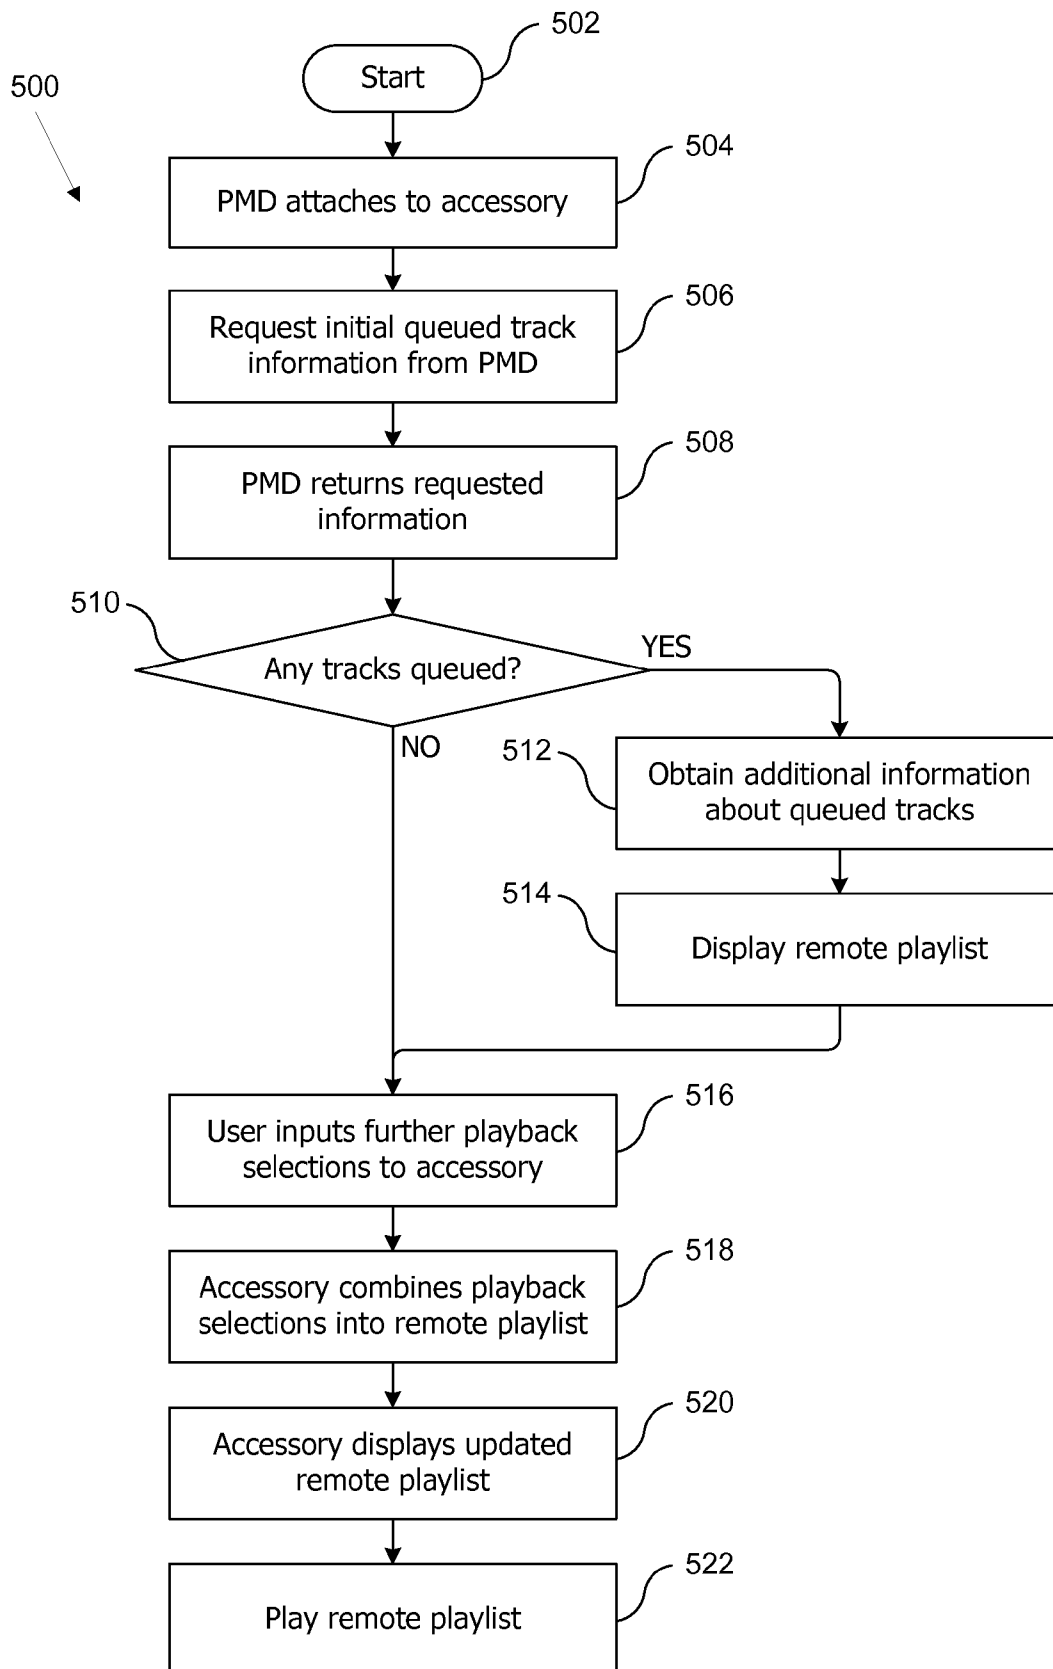 502
Start
500
504
PMD attaches to accessory
506
Request initial queued track
information from PMD
508
PMD returns requested
information
510
Any tracks queued?
YES
NO
512
Obtain additional information
about queued tracks
514
Display remote playlist
516
User inputs further playback
selections to accessory
518
Accessory combines playback
selections into remote playlist
520
Accessory displays updated
remote playlist
522
Play remote playlist